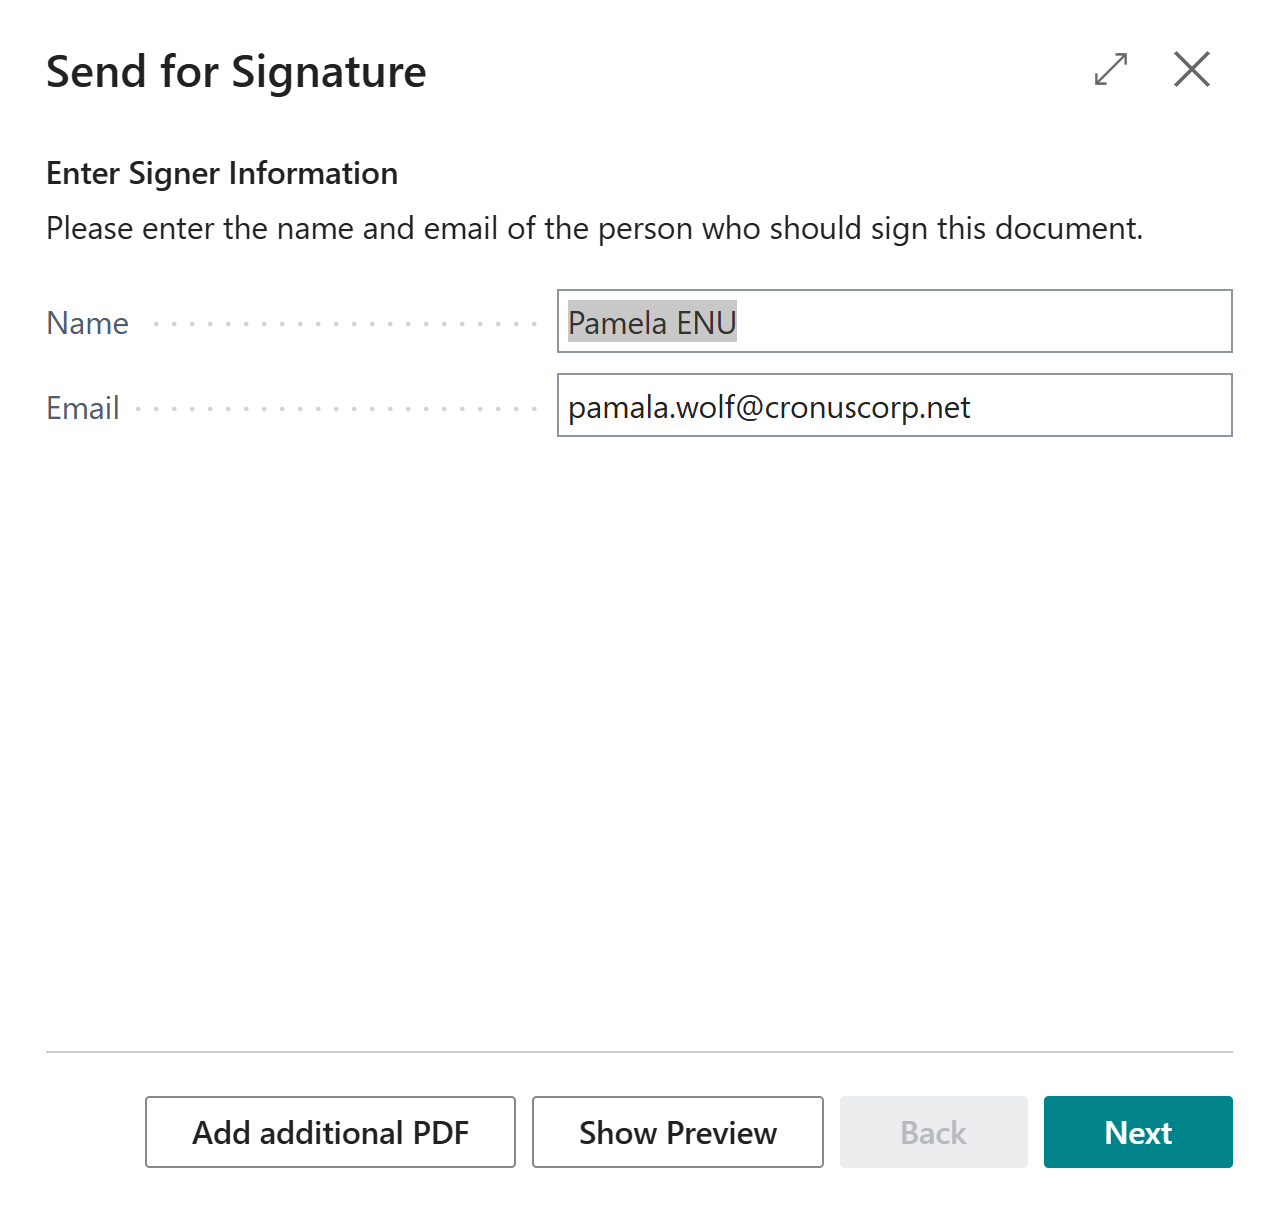 Send for Signature
Enter Signer Information
Please enter the name and email of the person who should sign this document.
Name Pamela ENU
Email pamala.wolf@cronuscorp.net
Add additional PDF Show Preview Back Next